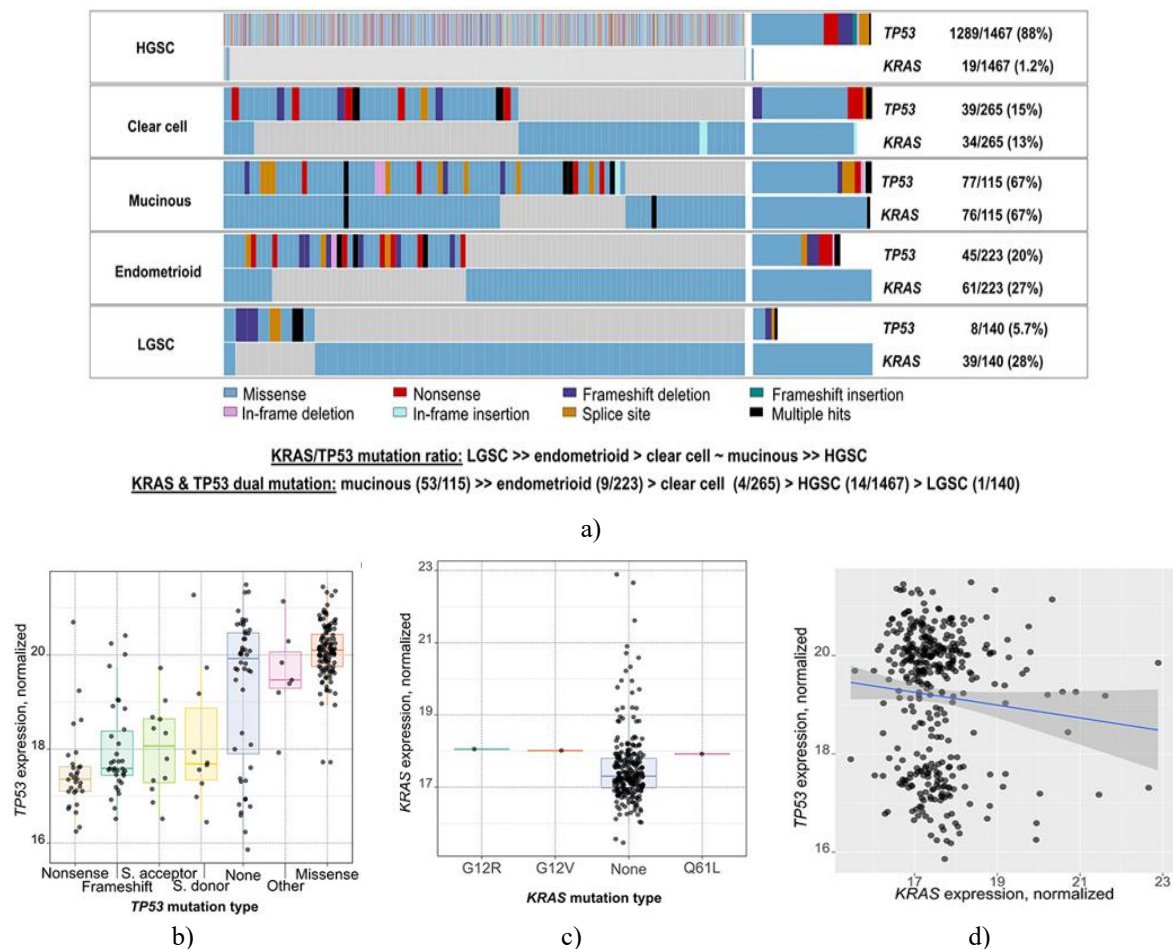 HGSC
TP53 1289/1467 (88%)
KRAS 19/1467 (1.2%)
Clear cell
TP53 39/265 (15%)
KRAS 34/265 (13%)
Mucinous
TP53 77/115 (67%)
KRAS 76/115 (67%)
Endometrioid
TP53 45/223 (20%)
KRAS 61/223 (27%)
LGSC
TP53 8/140 (5.7%)
KRAS 39/140 (28%)
Missense Nonsense Frameshift deletion Frameshift insertion
In-frame deletion In-frame insertion Splice site Multiple hits
KRAS/TP53 mutation ratio: LGSC >> endometrioid > clear cell ~ mucinous >> HGSC
KRAS & TP53 dual mutation: mucinous (53/115) >> endometrioid (9/223) > clear cell (4/265) > HGSC (14/1467) > LGSC (1/140)
a)
TP53 expression, normalized
20
18
16
Nonsense S. acceptor None Missense
Frameshift S. donor Other
TP53 mutation type
b)
KRAS expression, normalized
23
21
19
17
G12R G12V None Q61L
KRAS mutation type
c)
TP53 expression, normalized
20
18
16
17 19 21 23
KRAS expression, normalized
d)